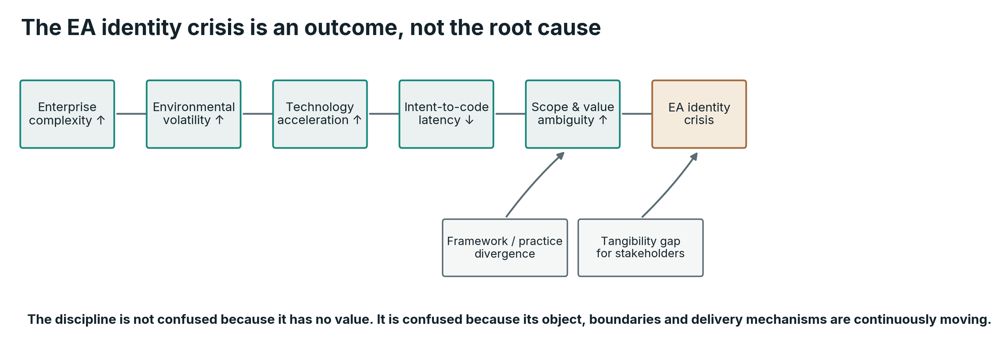 The EA identity crisis is an outcome, not the root cause
Enterprise
complexity ↑
Environmental
volatility ↑
Technology
acceleration ↑
Intent-to-code
latency ↓
Scope & value
ambiguity ↑
EA identity
crisis
Framework / practice
divergence
Tangibility gap
for stakeholders
The discipline is not confused because it has no value. It is confused because its object, boundaries and delivery mechanisms are continuously moving.